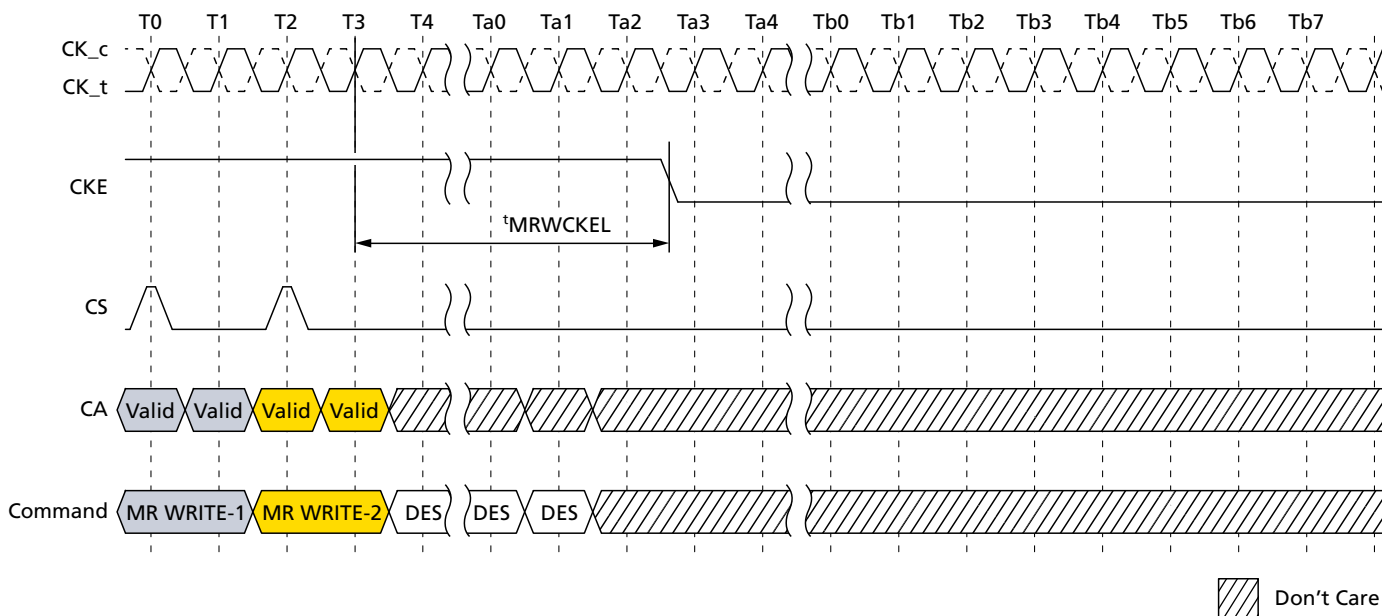 T0 T1 T2 T3 T4 Ta0 Ta1 Ta2 Ta3 Ta4 Tb0 Tb1 Tb2 Tb3 Tb4 Tb5 Tb6 Tb7
CK_c
CK_t
CKE
tMRWCKEL
CS
CA Valid Valid Valid Valid
Command MR WRITE-1 MR WRITE-2 DES DES DES
Don't Care